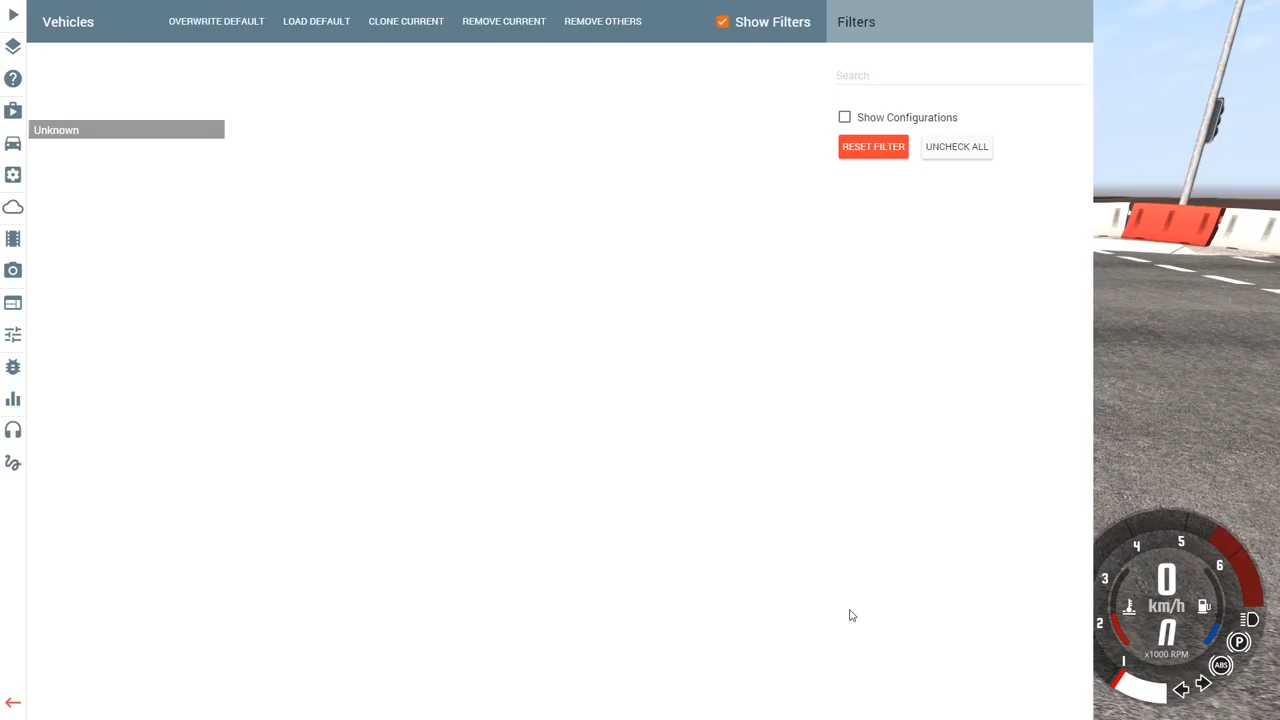 Vehicles OVERWRITE DEFAULT LOAD DEFAULT CLONE CURRENT REMOVE CURRENT REMOVE OTHERS Show Filters Filters
Search
Show Configurations
Unknown
RESET FILTER UNCHECK ALL
5
4
6
3
0
km/h
2
n
P
x1000 RPM
ABS
1